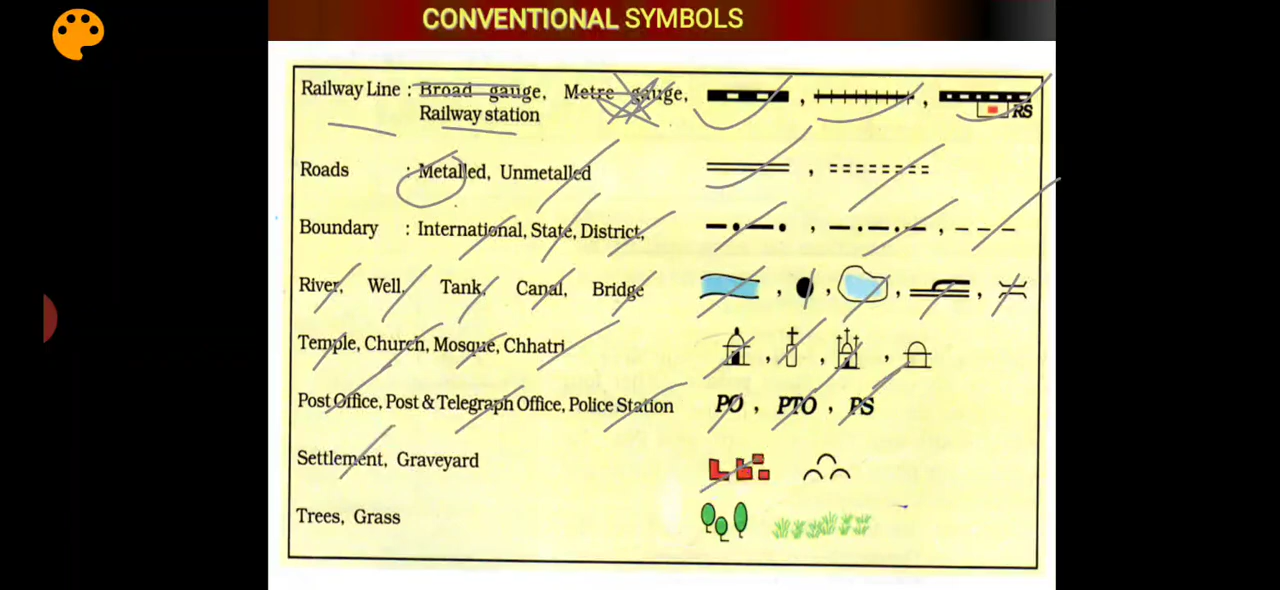 CONVENTIONAL SYMBOLS
Railway Line : Broad gauge, Metre gauge,
Railway station
, , RS
Roads : Metalled, Unmetalled ,
Boundary : International, State, District, , ,
River, Well, Tank, Canal, Bridge , , , ,
Temple, Church, Mosque, Chhatri , , ,
Post Office, Post & Telegraph Office, Police Station PO , PTO , PS
Settlement, Graveyard
Trees, Grass